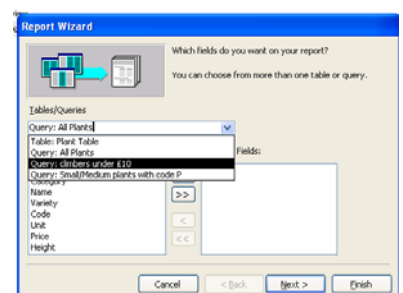 Report Wizard
Which fields do you want on your report?
You can choose from more than one table or query.
Tables/Queries
Query: All Plants
Table: Plant Table
Query: All Plants
Query: climbers under £10
Query: Small/Medium plants with code P
Fields:
Category
Name
Variety
Code
Unit
Price
Height
>>
<
<<
Cancel
< Back
Next >
Finish